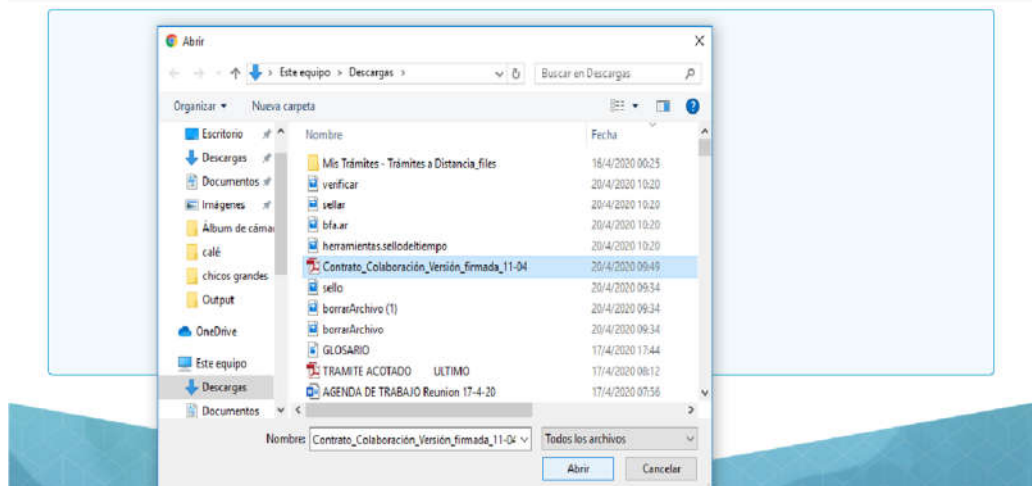 Abrir
Este equipo > Descargas >
Buscar en Descargas
Organizar
Nueva carpeta
Escritorio
Descargas
Documentos
Imágenes
Álbum de cáma
calé
chicos grandes
Output
OneDrive
Este equipo
Descargas
Documentos
Nombre Fecha
Mis Trámites - Trámites a Distancia_files 16/4/2020 00:25
verificar 20/4/2020 10:20
sellar 20/4/2020 10:20
bfa.ar 20/4/2020 10:20
herramientas.sellodeltiempo 20/4/2020 10:20
Contrato_Colaboración_Versión_firmada_11-04 20/4/2020 09:49
sello 20/4/2020 09:34
borrarArchivo (1) 20/4/2020 09:34
borrarArchivo 20/4/2020 09:34
GLOSARIO 17/4/2020 17:44
TRAMITE ACOTADO ULTIMO 17/4/2020 08:12
AGENDA DE TRABAJO Reunion 17-4-20 17/4/2020 07:56
Nombre: Contrato_Colaboración_Versión_firmada_11-04
Todos los archivos
Abrir
Cancelar